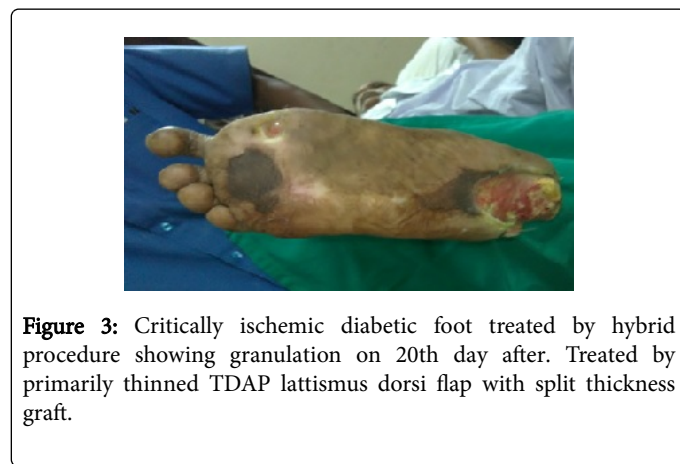 Figure 3: Critically ischemic diabetic foot treated by hybrid
procedure showing granulation on 20th day after. Treated by
primarily thinned TDAP lattismus dorsi flap with split thickness
graft.